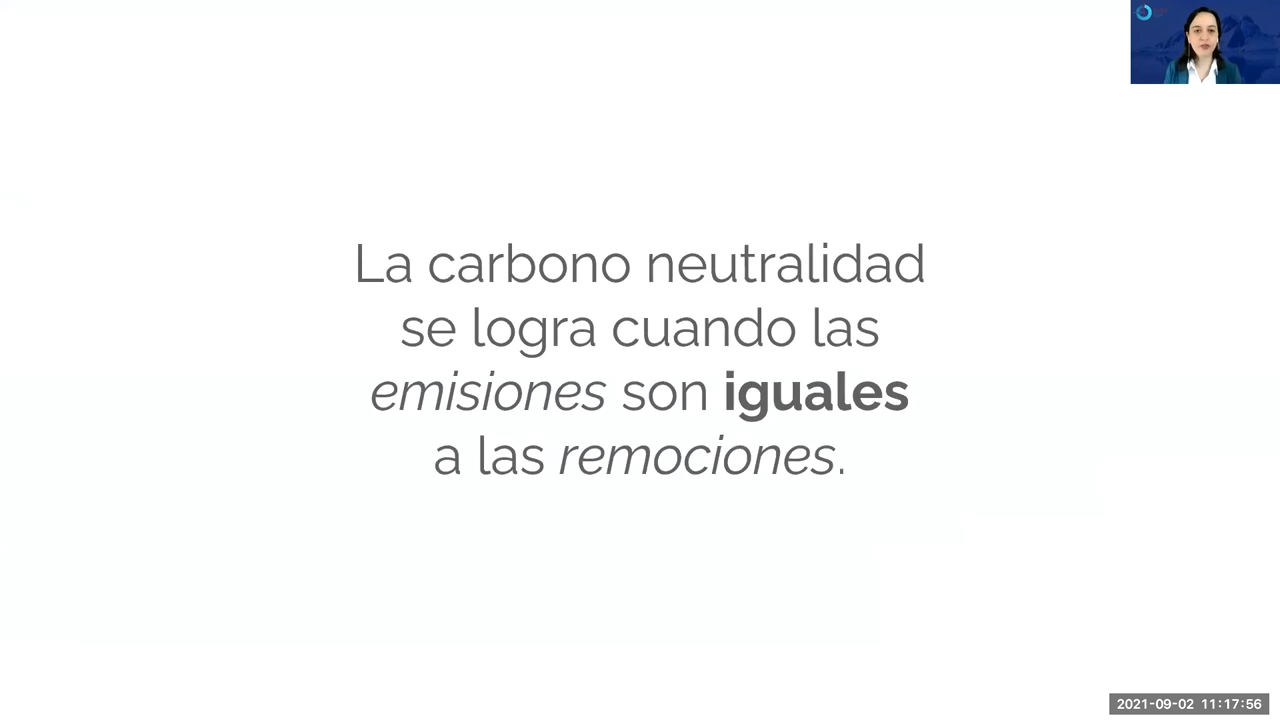 La carbono neutralidad
se logra cuando las
emisiones son iguales
a las remociones.
2021-09-02 11:17:56